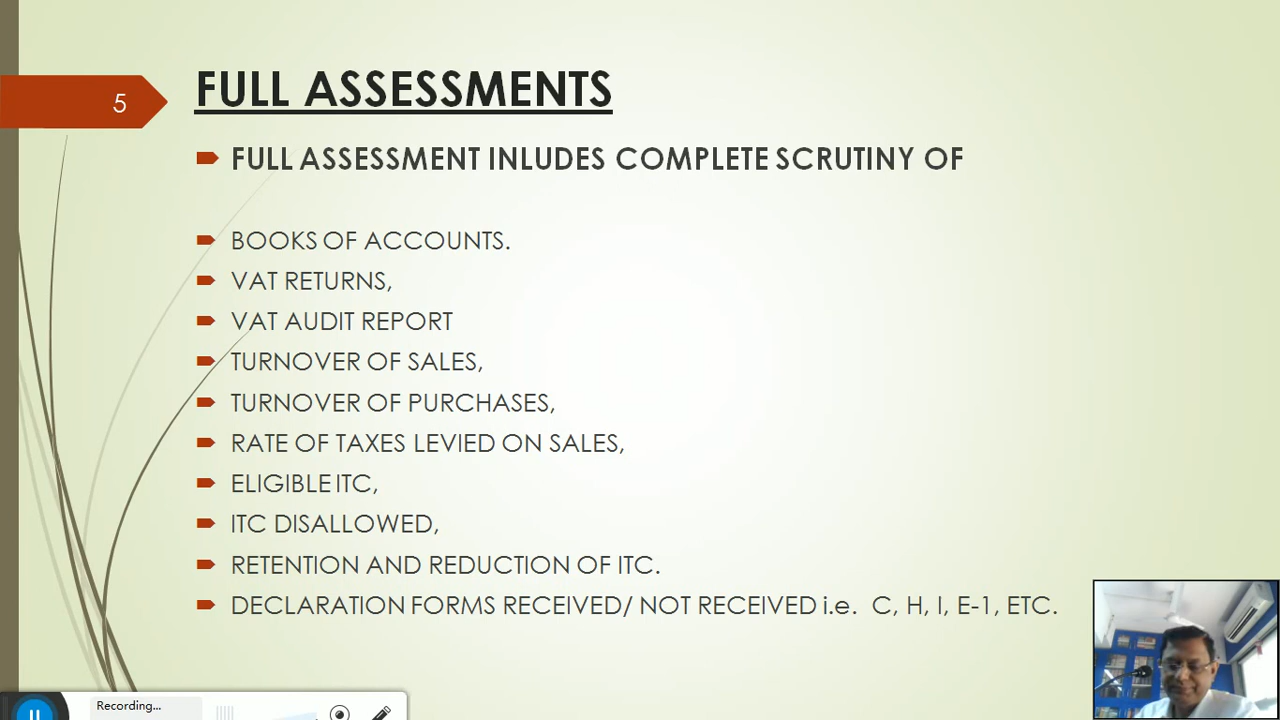 5
FULL ASSESSMENTS
FULL ASSESSMENT INLUDES COMPLETE SCRUTINY OF
BOOKS OF ACCOUNTS.
VAT RETURNS,
VAT AUDIT REPORT
TURNOVER OF SALES,
TURNOVER OF PURCHASES,
RATE OF TAXES LEVIED ON SALES,
ELIGIBLE ITC,
ITC DISALLOWED,
RETENTION AND REDUCTION OF ITC.
DECLARATION FORMS RECEIVED/ NOT RECEIVED i.e. C, H, I, E-1, ETC.
Recording...